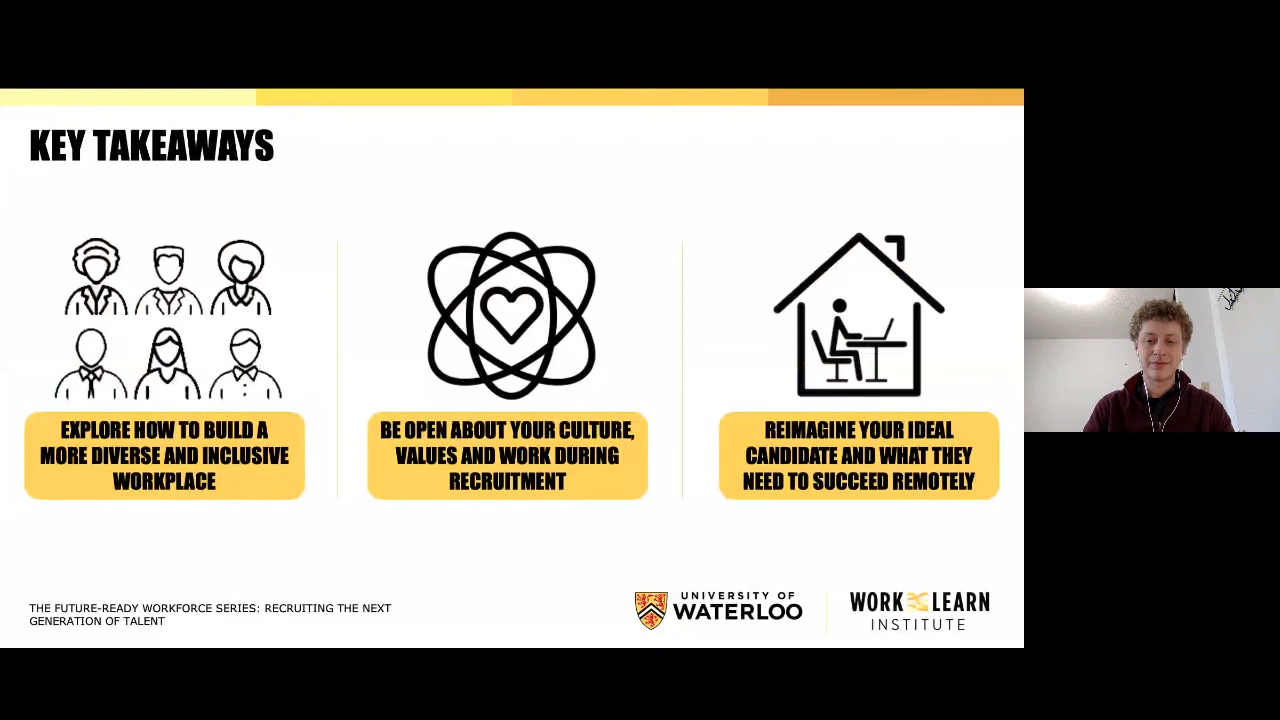 KEY TAKEAWAYS
EXPLORE HOW TO BUILD A
MORE DIVERSE AND INCLUSIVE
WORKPLACE
BE OPEN ABOUT YOUR CULTURE,
VALUES AND WORK DURING
RECRUITMENT
REIMAGINE YOUR IDEAL
CANDIDATE AND WHAT THEY
NEED TO SUCCEED REMOTELY
THE FUTURE-READY WORKFORCE SERIES: RECRUITING THE NEXT
GENERATION OF TALENT
UNIVERSITY OF
WATERLOO
WORK LEARN
INSTITUTE